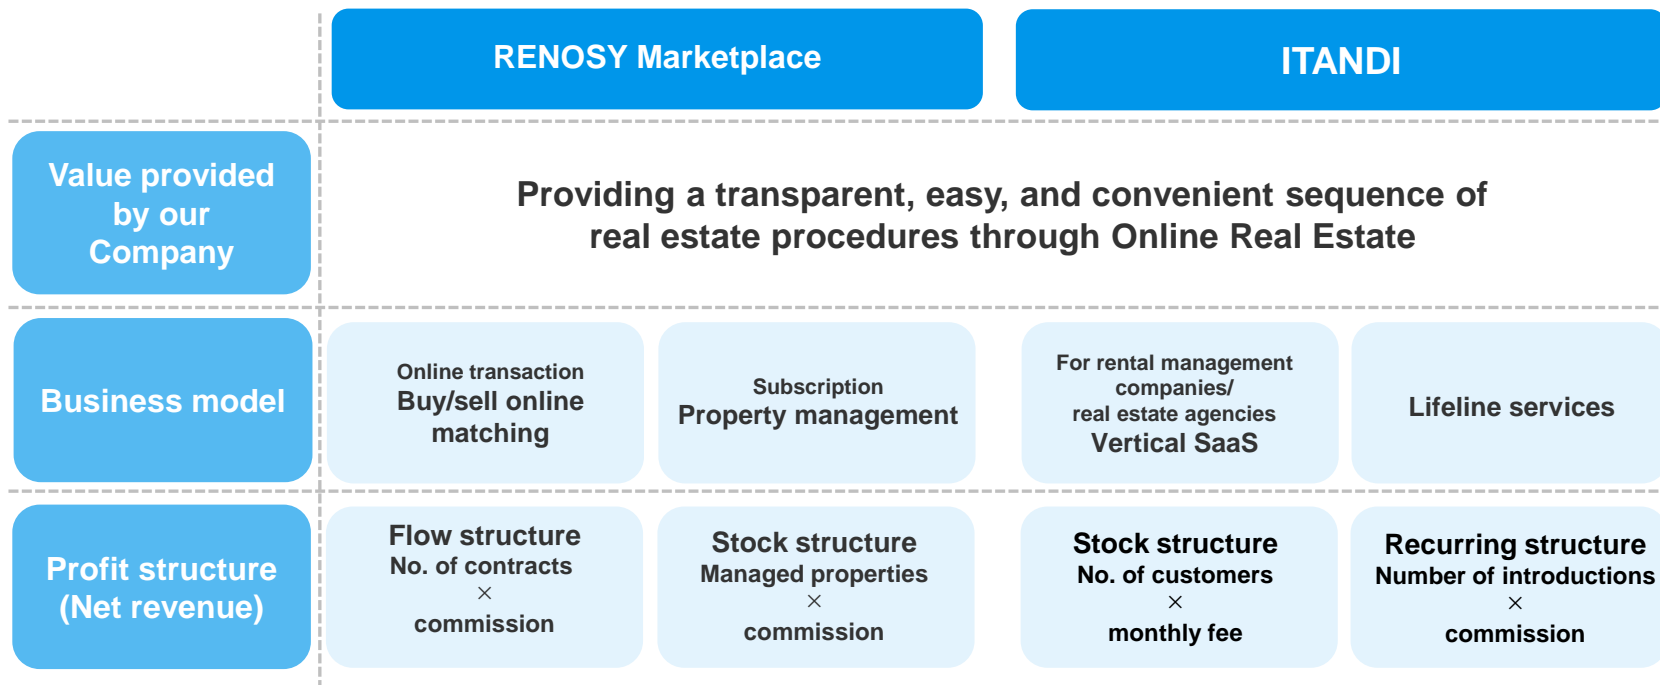 RENOSY Marketplace
ITANDI
Value provided
by our
Company
Providing a transparent, easy, and convenient sequence of
real estate procedures through Online Real Estate
Business model
Online transaction
Buy/sell online
matching
Subscription
Property management
For rental management
companies/
real estate agencies
Vertical SaaS
Lifeline services
Profit structure
(Net revenue)
Flow structure
No. of contracts
×
commission
Stock structure
Managed properties
×
commission
Stock structure
No. of customers
×
monthly fee
Recurring structure
Number of introductions
×
commission